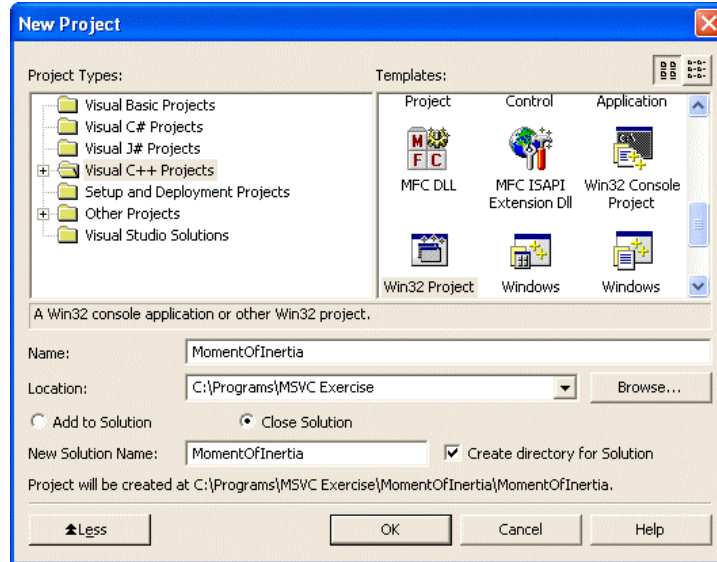 New Project
Project Types:
Templates:
Visual Basic Projects
Visual C# Projects
Visual J# Projects
Visual C++ Projects
Setup and Deployment Projects
Other Projects
Visual Studio Solutions
Project Control Application
MFC
MFC DLL
MFC ISAPI Extension Dll
C:\
Win32 Console Project
Win32 Project Windows Windows
A Win32 console application or other Win32 project.
Name: MomentOfInertia
Location: C:\Programs\MSVC Exercise Browse...
Add to Solution Close Solution
New Solution Name: MomentOfInertia Create directory for Solution
Project will be created at C:\Programs\MSVC Exercise\MomentOfInertia\MomentOfInertia.
Less OK Cancel Help